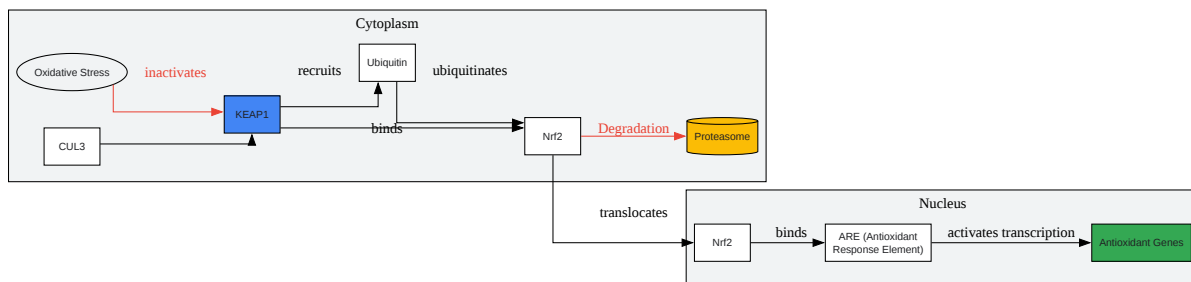 Cytoplasm
Oxidative Stress
inactivates
recruits
Ubiquitin
ubiquitinates
KEAP1
binds
CUL3
Nrf2
Degradation
Proteasome
translocates
Nucleus
Nrf2
binds
ARE (Antioxidant
Response Element)
activates transcription
Antioxidant Genes